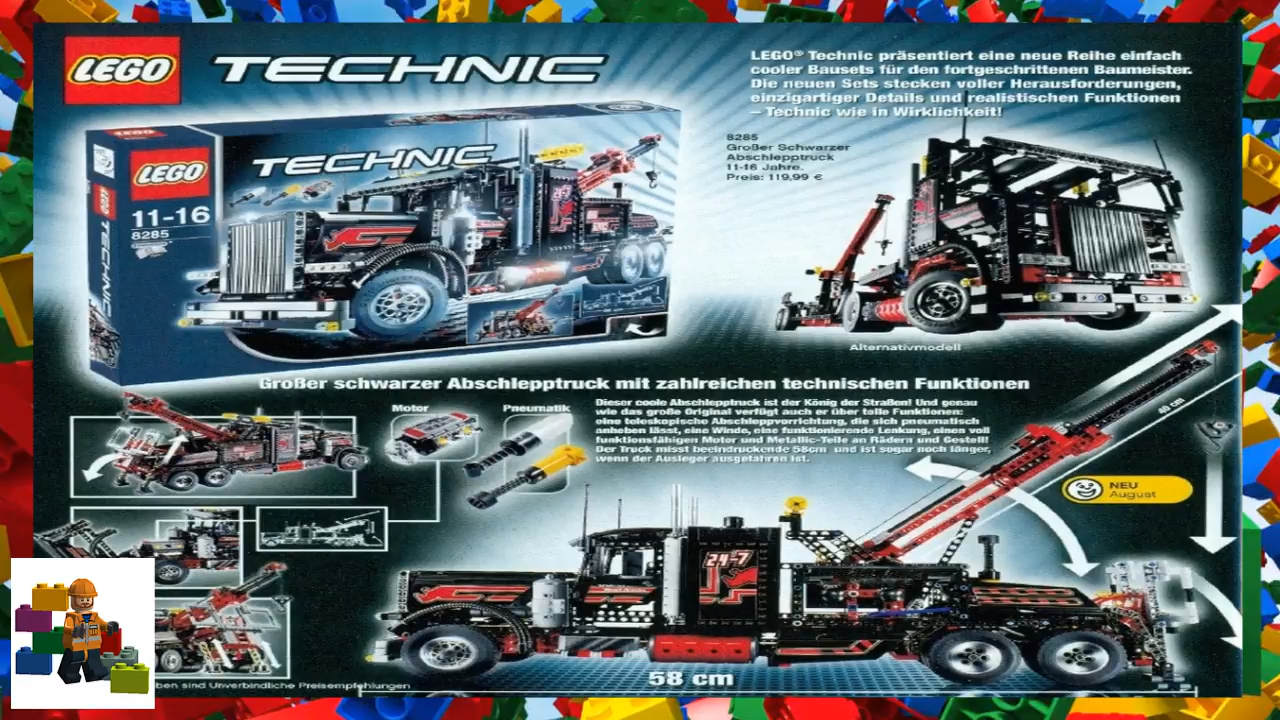 LEGO TECHNIC
LEGO® Technic präsentiert eine neue Reihe einfach
cooler Bausets für den fortgeschrittenen Baumeister.
Die neuen Sets stecken voller Herausforderungen,
einzigartiger Details und realistischen Funktionen
– Technic wie in Wirklichkeit!
8285
Großer Schwarzer
Abschlepptruck
11-16 Jahre.
Preis: 119,99 €
LEGO
LEGO
TECHNIC
LEGO
TECHNIC
11-16
8285
24-7
Alternativmodell
Großer schwarzer Abschlepptruck mit zahlreichen technischen Funktionen
Dieser coole Abschlepptruck ist der König der Straßen! Und genau
wie das große Original verfügt auch er über tolle Funktionen:
eine teleskopische Abschleppvorrichtung, die sich pneumatisch
anheben lässt, eine Winde, eine funktionierende Lenkung, einen voll
funktionsfähigen Motor und Metallic-Teile an Rädern und Gestell!
Der Truck misst beeindruckende 58cm und ist sogar noch länger,
wenn der Ausleger ausgefahren ist.
Motor
Pneumatik
40 cm
NEU
August
24-7
58 cm
ben sind Unverbindliche Preisempfehlungen